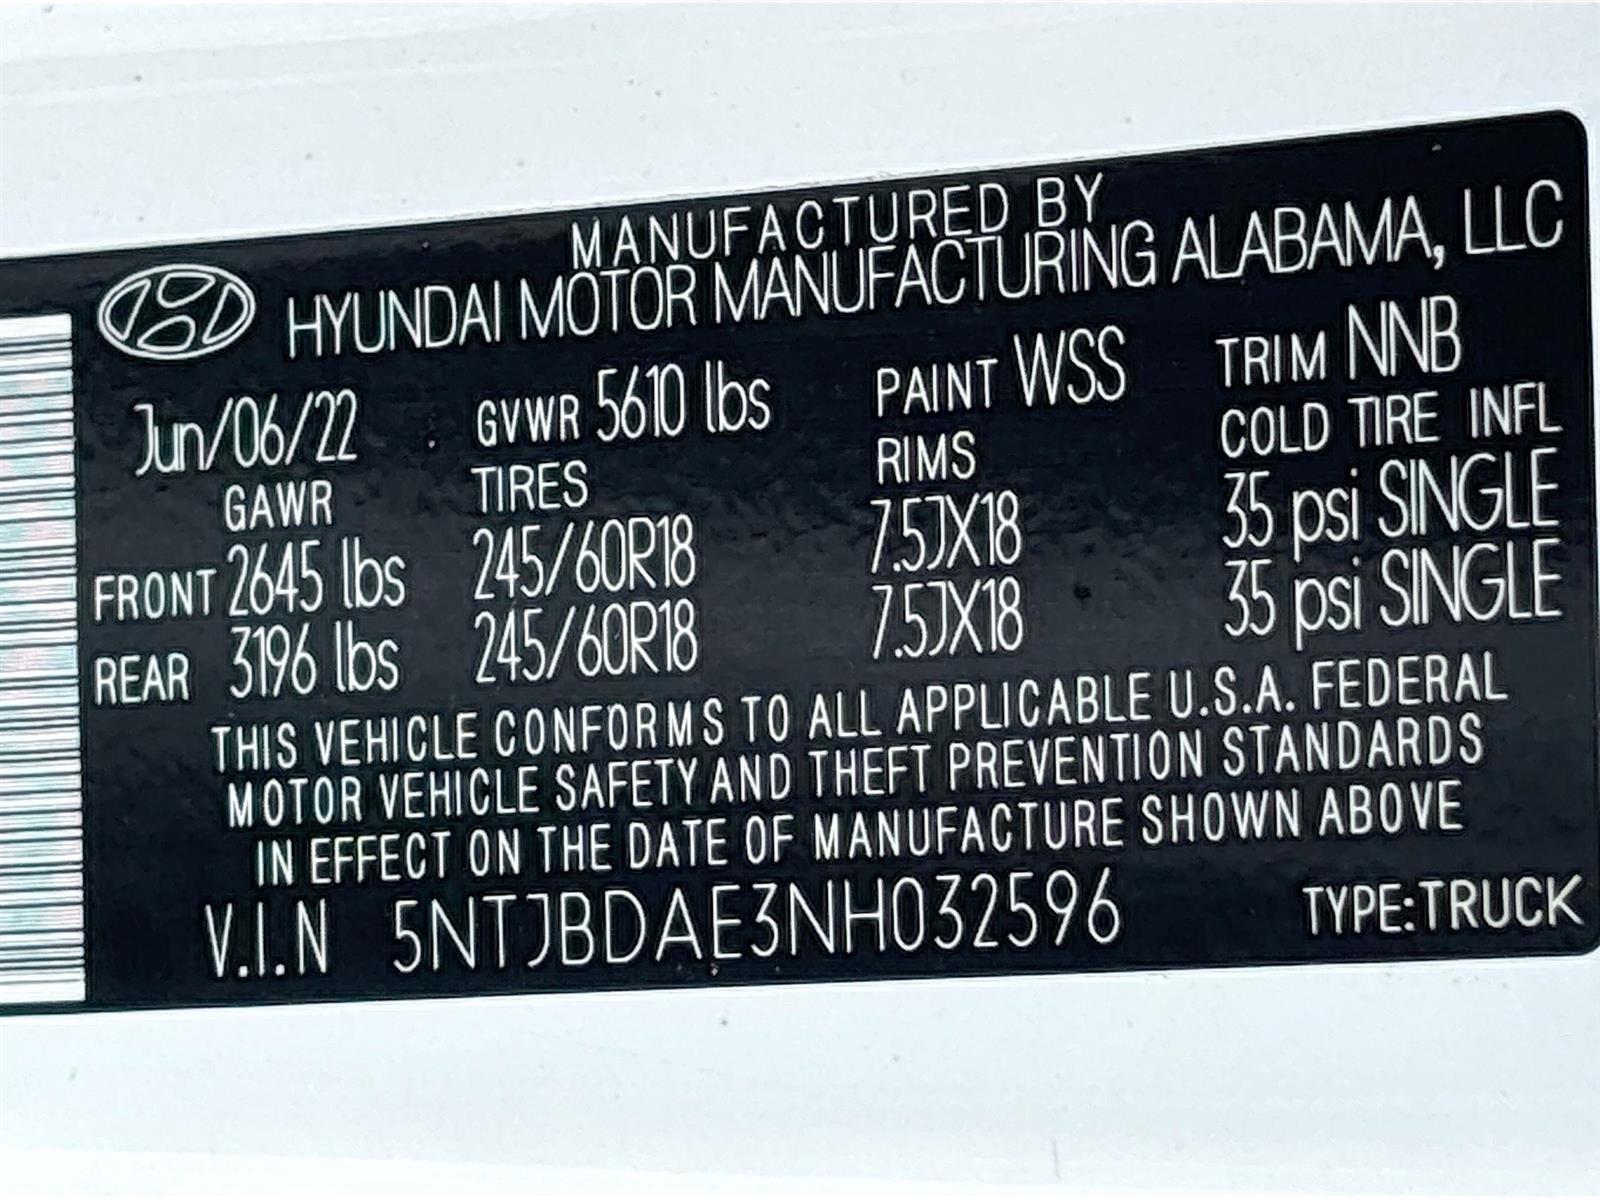 MANUFACTURED BY
HYUNDAI MOTOR MANUFACTURING ALABAMA, LLC
Jun/06/22 GVWR 5610 lbs PAINT WSS TRIM NNB
GAWR TIRES RIMS COLD TIRE INFL
FRONT 2645 lbs 245/60R18 7.5JX18 35 psi SINGLE
REAR 3196 lbs 245/60R18 7.5JX18 35 psi SINGLE
THIS VEHICLE CONFORMS TO ALL APPLICABLE U.S.A. FEDERAL
MOTOR VEHICLE SAFETY AND THEFT PREVENTION STANDARDS
IN EFFECT ON THE DATE OF MANUFACTURE SHOWN ABOVE
V.I.N 5NTJBDAE3NH032596 TYPE:TRUCK